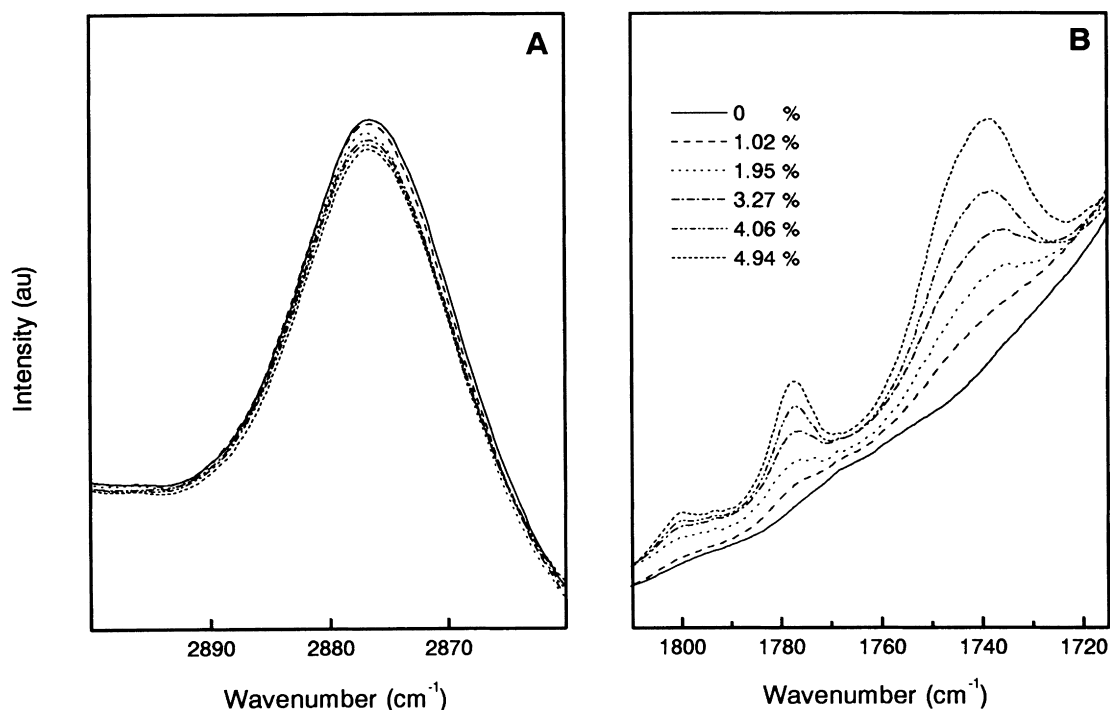 A
B
0 %
1.02 %
1.95 %
3.27 %
4.06 %
4.94 %
Intensity (au)
2890 2880 2870
1800 1780 1760 1740 1720
Wavenumber (cm⁻¹)
Wavenumber (cm⁻¹)